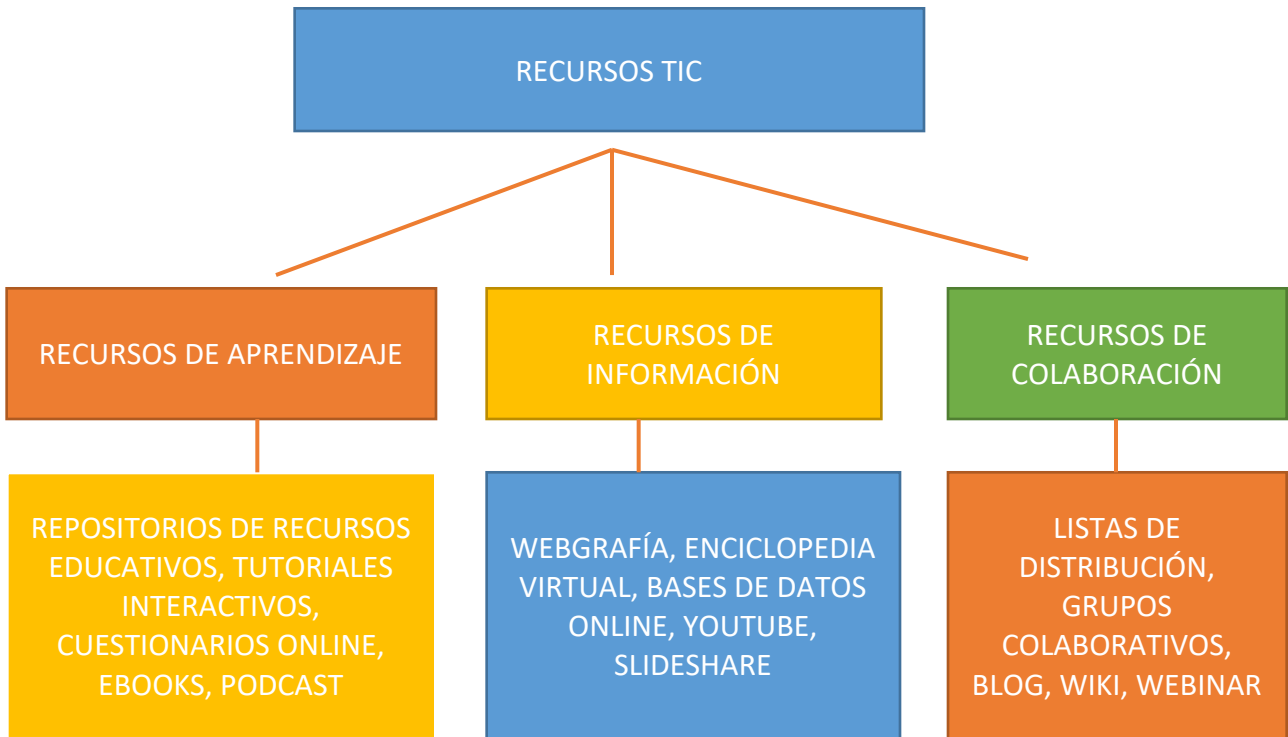 RECURSOS TIC
RECURSOS DE APRENDIZAJE
RECURSOS DE
INFORMACIÓN
RECURSOS DE
COLABORACIÓN
REPOSITORIOS DE RECURSOS
EDUCATIVOS, TUTORIALES
INTERACTIVOS,
CUESTIONARIOS ONLINE,
EBOOKS, PODCAST
WEBGRAFÍA, ENCICLOPEDIA
VIRTUAL, BASES DE DATOS
ONLINE, YOUTUBE,
SLIDESHARE
LISTAS DE
DISTRIBUCIÓN,
GRUPOS
COLABORATIVOS,
BLOG, WIKI, WEBINAR